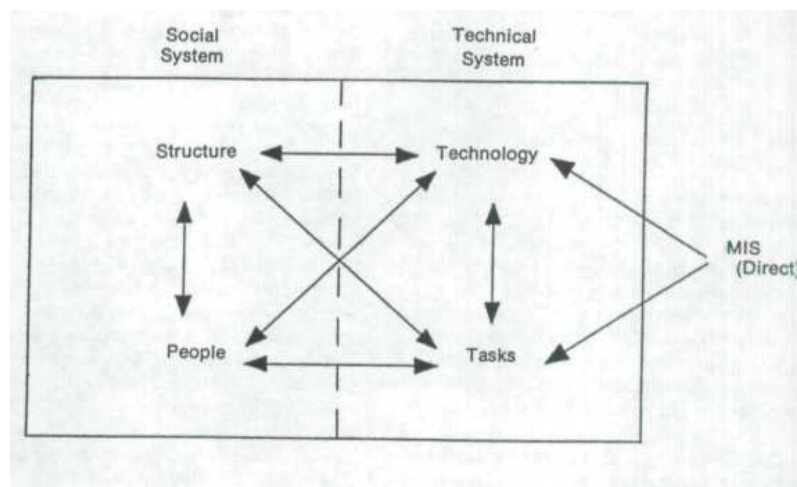 Social
System
Technical
System
Structure
Technology
MIS
(Direct)
People
Tasks